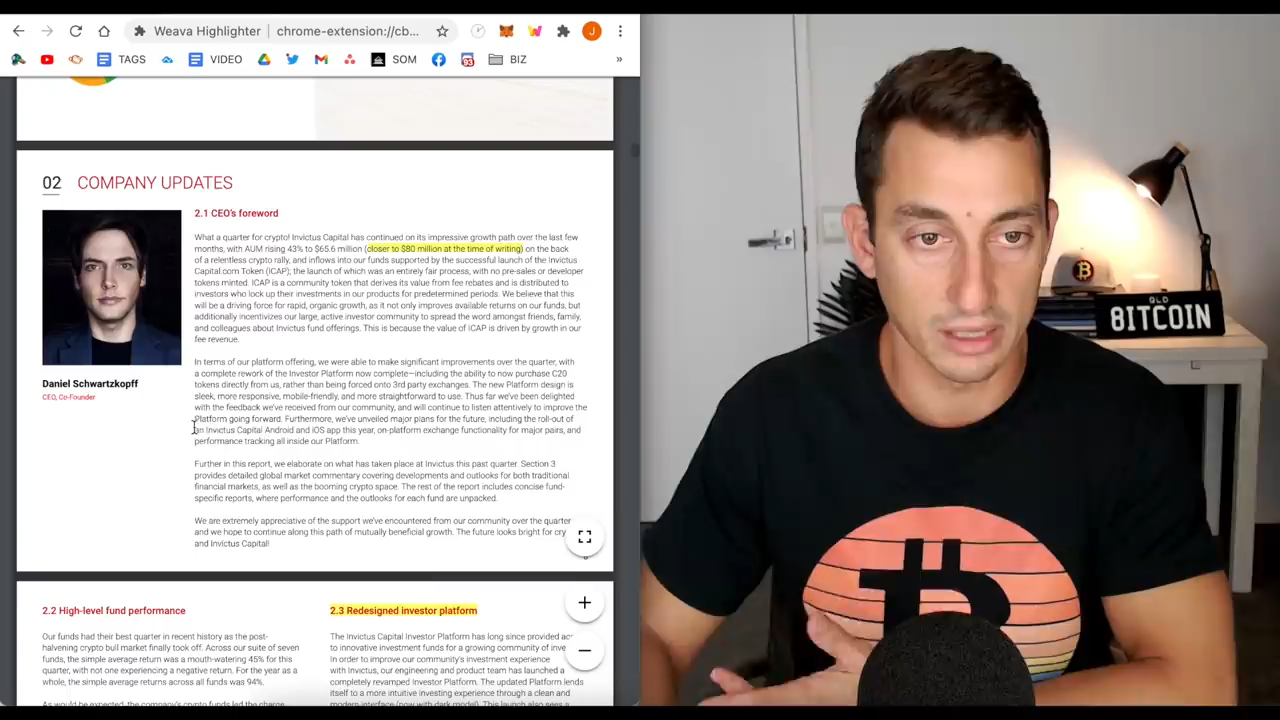 Weava Highlighter | chrome-extension://cb...
J
TAGS
VIDEO
SOM
93
BIZ
»
02 COMPANY UPDATES
2.1 CEO's foreword
What a quarter for crypto! Invictus Capital has continued on its impressive growth path over the last few
months, with AUM rising 43% to $65.6 million (closer to $80 million at the time of writing) on the back
of a relentless crypto rally, and inflows into our funds supported by the successful launch of the Invictus
Capital.com Token (ICAP); the launch of which was an entirely fair process, with no pre-sales or developer
tokens minted. ICAP is a community token that derives its value from fee rebates and is distributed to
investors who lock up their investments in our products for predetermined periods. We believe that this
will be a driving force for rapid, organic growth, as it not only improves available returns on our funds, but
additionally incentivizes our large, active investor community to spread the word amongst friends, family,
and colleagues about Invictus fund offerings. This is because the value of ICAP is driven by growth in our
fee revenue.
Daniel Schwartzkopff
CEO, Co-Founder
In terms of our platform offering, we were able to make significant improvements over the quarter, with
a complete rework of the Investor Platform now complete—including the ability to now purchase C20
tokens directly from us, rather than being forced onto 3rd party exchanges. The new Platform design is
sleek, more responsive, mobile-friendly, and more straightforward to use. Thus far we've been delighted
with the feedback we've received from our community, and will continue to listen attentively to improve the
Platform going forward. Furthermore, we've unveiled major plans for the future, including the roll-out of
an Invictus Capital Android and iOS app this year, on-platform exchange functionality for major pairs, and
performance tracking all inside our Platform.
Further in this report, we elaborate on what has taken place at Invictus this past quarter. Section 3
provides detailed global market commentary covering developments and outlooks for both traditional
financial markets, as well as the booming crypto space. The rest of the report includes concise fund-
specific reports, where performance and the outlooks for each fund are unpacked.
We are extremely appreciative of the support we've encountered from our community over the quarter
and we hope to continue along this path of mutually beneficial growth. The future looks bright for cry
and Invictus Capital!
2.2 High-level fund performance
Our funds had their best quarter in recent history as the post-
halvening crypto bull market finally took off. Across our suite of seven
funds, the simple average return was a mouth-watering 45% for this
quarter, with not one experiencing a negative return. For the year as a
whole, the simple average returns across all funds was 94%.
As would be expected, the company's crypto funds led the charge
2.3 Redesigned investor platform
The Invictus Capital Investor Platform has long since provided acc
to innovative investment funds for a growing community of inve
In order to improve our community's investment experience
with Invictus, our engineering and product team has launched a
completely revamped Investor Platform. The updated Platform lends
itself to a more intuitive investing experience through a clean and
modern interface (now with dark mode). This launch also sees a
QLD
8ITCOIN